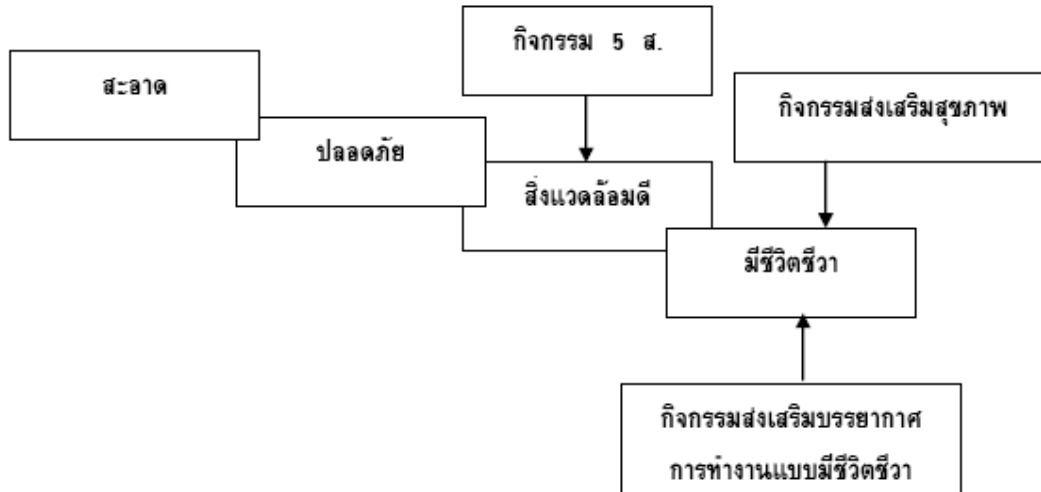 กิจกรรม 5 ส.
สะอาด
กิจกรรมส่งเสริมสุขภาพ
ปลอดภัย
สิ่งแวดล้อมดี
มีชีวิตชีวา
กิจกรรมส่งเสริมบรรยากาศ
การทำงานแบบมีชีวิตชีวา